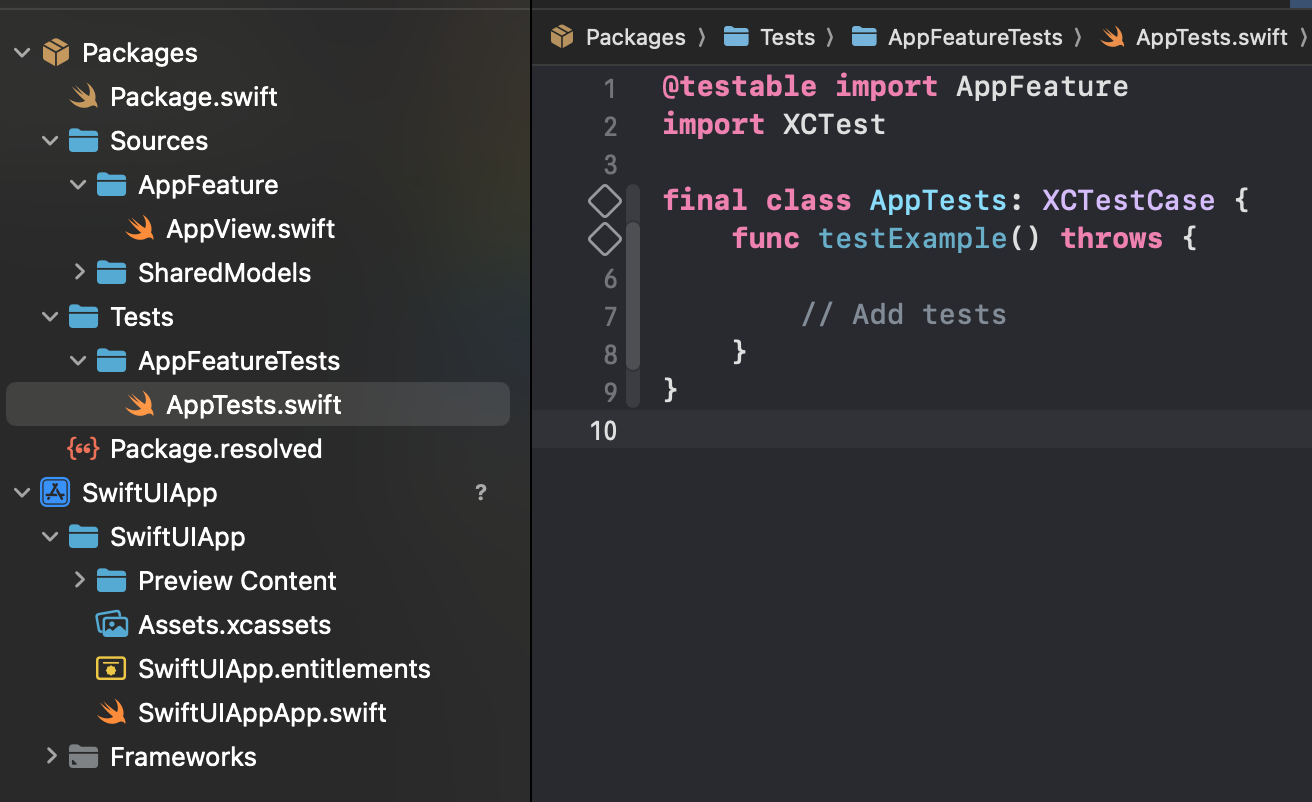 Packages
Package.swift
Sources
AppFeature
AppView.swift
SharedModels
Tests
AppFeatureTests
AppTests.swift
Package.resolved
SwiftUIApp ?
SwiftUIApp
Preview Content
Assets.xcassets
SwiftUIApp.entitlements
SwiftUIAppApp.swift
Frameworks
Packages 〉 Tests 〉 AppFeatureTests 〉 AppTests.swift 〉
1 @testable import AppFeature
2 import XCTest
3
final class AppTests: XCTestCase {
func testExample() throws {
6
7 // Add tests
8 }
9 }
10